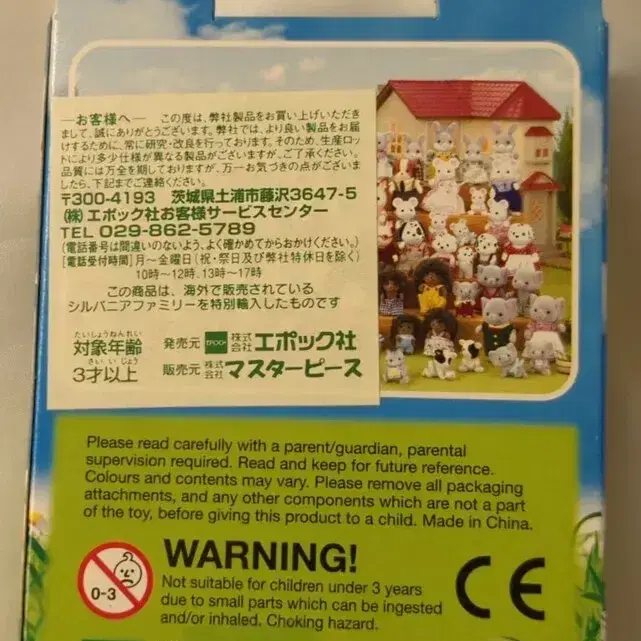 ―お客様へ― この度は、弊社製品をお買い上げいただき
まして、誠にありがとうございます。弊社では、より良い製品をお届
けするために、常に研究・改良を行っております。そのため、生産ロッ
トにより多少仕様が異なる製品がございますが、ご了承ください。
品質には万全を期しておりますが、万一お気づきの点がございま
したら、下記までご連絡ください。
〒300-4193 茨城県土浦市藤沢3647-5
(株)エポック社お客様サービスセンター
TEL 029-862-5789
(電話番号は間違いのないよう、よく確かめてからおかけください。)
[電話受付時間]月〜金曜日(祝・祭日及び弊社特休日を除く)
10時〜12時、13時〜17時
この商品は、海外で販売されている
シルバニアファミリーを特別輸入したものです
たいしょうねんれい
対象年齢
さいいじょう
3才以上
発売元 EPOCH 株式会社 エポック社
販売元 株式会社 マスターピース
Please read carefully with a parent/guardian, parental
supervision required. Read and keep for future reference.
Colours and contents may vary. Please remove all packaging
attachments, and any other components which are not a part
of the toy, before giving this product to a child. Made in China.
0-3
WARNING!
Not suitable for children under 3 years
due to small parts which can be ingested
and/or inhaled. Choking hazard.
CE